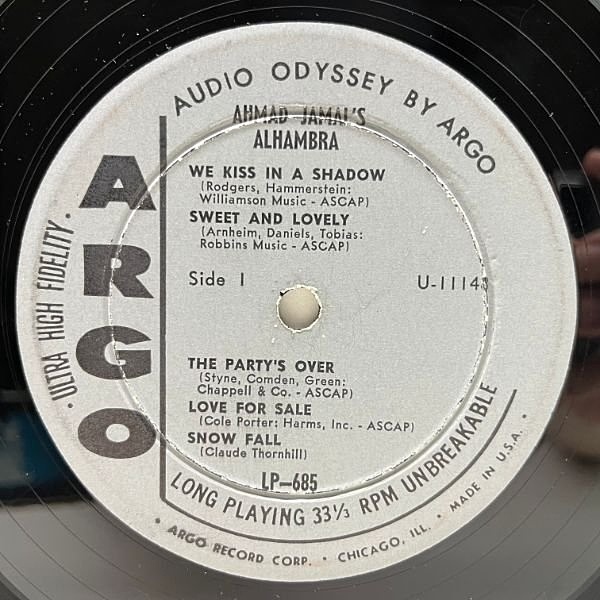 AUDIO ODYSSEY BY ARGO
AHMAD JAMAL'S
ALHAMBRA
WE KISS IN A SHADOW
(Rodgers, Hammerstein:
Williamson Music - ASCAP)
SWEET AND LOVELY
(Arnheim, Daniels, Tobias:
Robbins Music - ASCAP)
Side 1
U-11143
THE PARTY'S OVER
(Styne, Comden, Green:
Chappell & Co. - ASCAP)
LOVE FOR SALE
(Cole Porter: Harms, Inc. - ASCAP)
SNOW FALL
(Claude Thornhill)
LP-685
ARGO
· ULTRA HIGH FIDELITY ·
LONG PLAYING 33⅓ RPM UNBREAKABLE
· ARGO RECORD CORP. · CHICAGO, ILL. · MADE IN U.S.A. ·